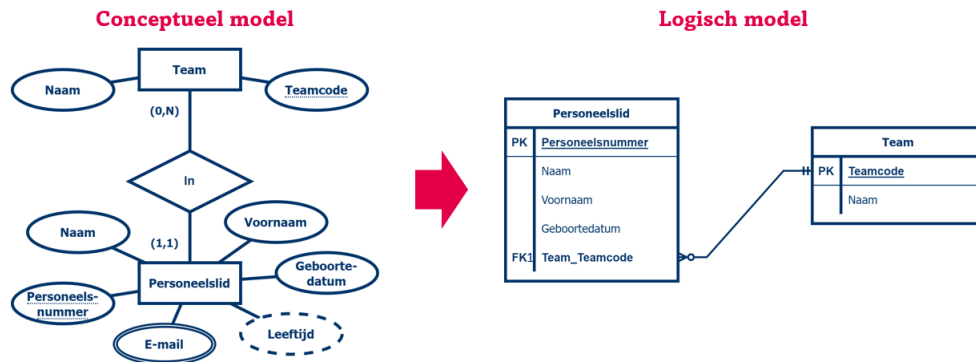 Conceptueel model
Logisch model
Team
Naam
Teamcode
(0,N)
In
Naam
Voornaam
(1,1)
Personeelslid
Geboorte-
datum
Personeels-
nummer
E-mail
Leeftijd
Personeelslid
PK Personeelsnummer
Naam
Voornaam
Geboortedatum
FK1 Team_Teamcode
Team
PK Teamcode
Naam